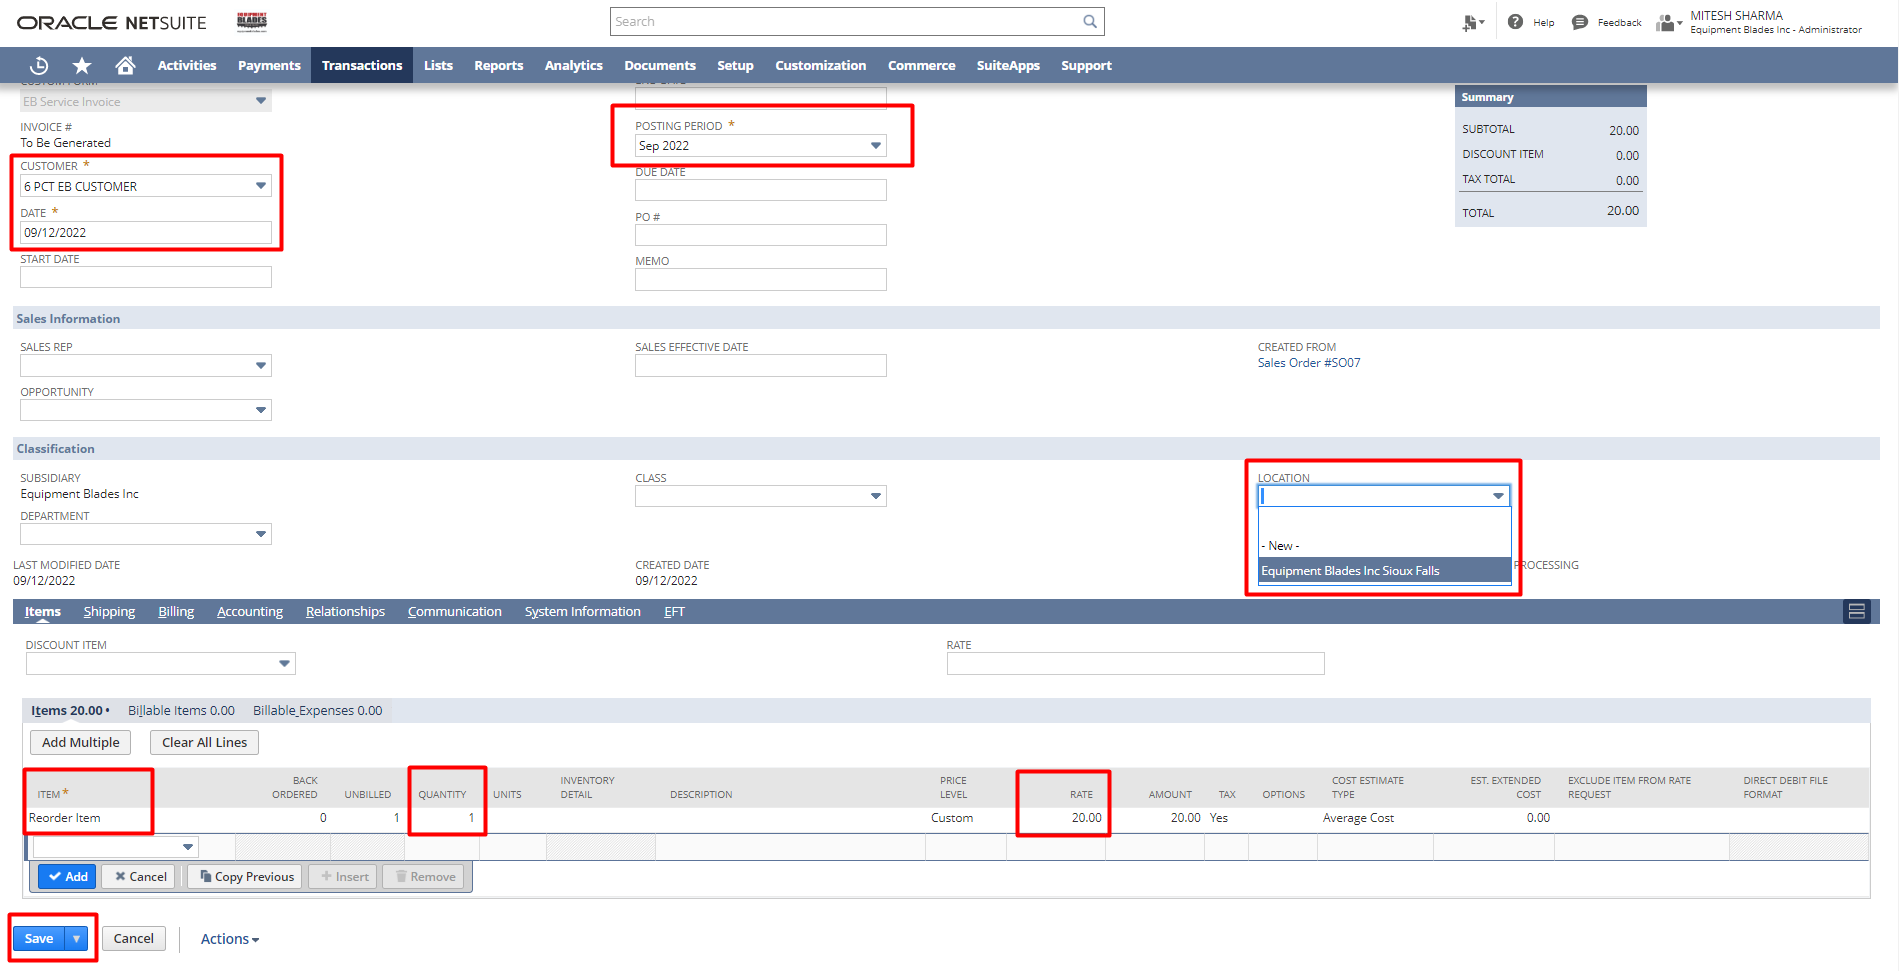 ORACLE NETSUITE
EQUIPMENT
BLADES
Search
Help
Feedback
MITESH SHARMA
Equipment Blades Inc - Administrator
Activities
Payments
Transactions
Lists
Reports
Analytics
Documents
Setup
Customization
Commerce
SuiteApps
Support
CUSTOM FORM
EB Service Invoice
INVOICE #
To Be Generated
CUSTOMER *
6 PCT EB CUSTOMER
DATE *
09/12/2022
START DATE
END DATE
POSTING PERIOD *
Sep 2022
DUE DATE
PO #
MEMO
Summary
SUBTOTAL 20.00
DISCOUNT ITEM 0.00
TAX TOTAL 0.00
TOTAL 20.00
Sales Information
SALES REP
OPPORTUNITY
SALES EFFECTIVE DATE
CREATED FROM
Sales Order #SO07
Classification
SUBSIDIARY
Equipment Blades Inc
DEPARTMENT
CLASS
LOCATION
- New -
Equipment Blades Inc Sioux Falls
PROCESSING
LAST MODIFIED DATE
09/12/2022
CREATED DATE
09/12/2022
Items Shipping Billing Accounting Relationships Communication System Information EFT
DISCOUNT ITEM
RATE
Items 20.00 • Billable Items 0.00 Billable Expenses 0.00
Add Multiple Clear All Lines
ITEM * BACK ORDERED UNBILLED QUANTITY UNITS INVENTORY DETAIL DESCRIPTION PRICE LEVEL RATE AMOUNT TAX OPTIONS COST ESTIMATE TYPE EST. EXTENDED COST EXCLUDE ITEM FROM RATE REQUEST DIRECT DEBIT FILE FORMAT
Reorder Item 0 1 1 Custom 20.00 20.00 Yes Average Cost 0.00
Add Cancel Copy Previous Insert Remove
Save Cancel Actions